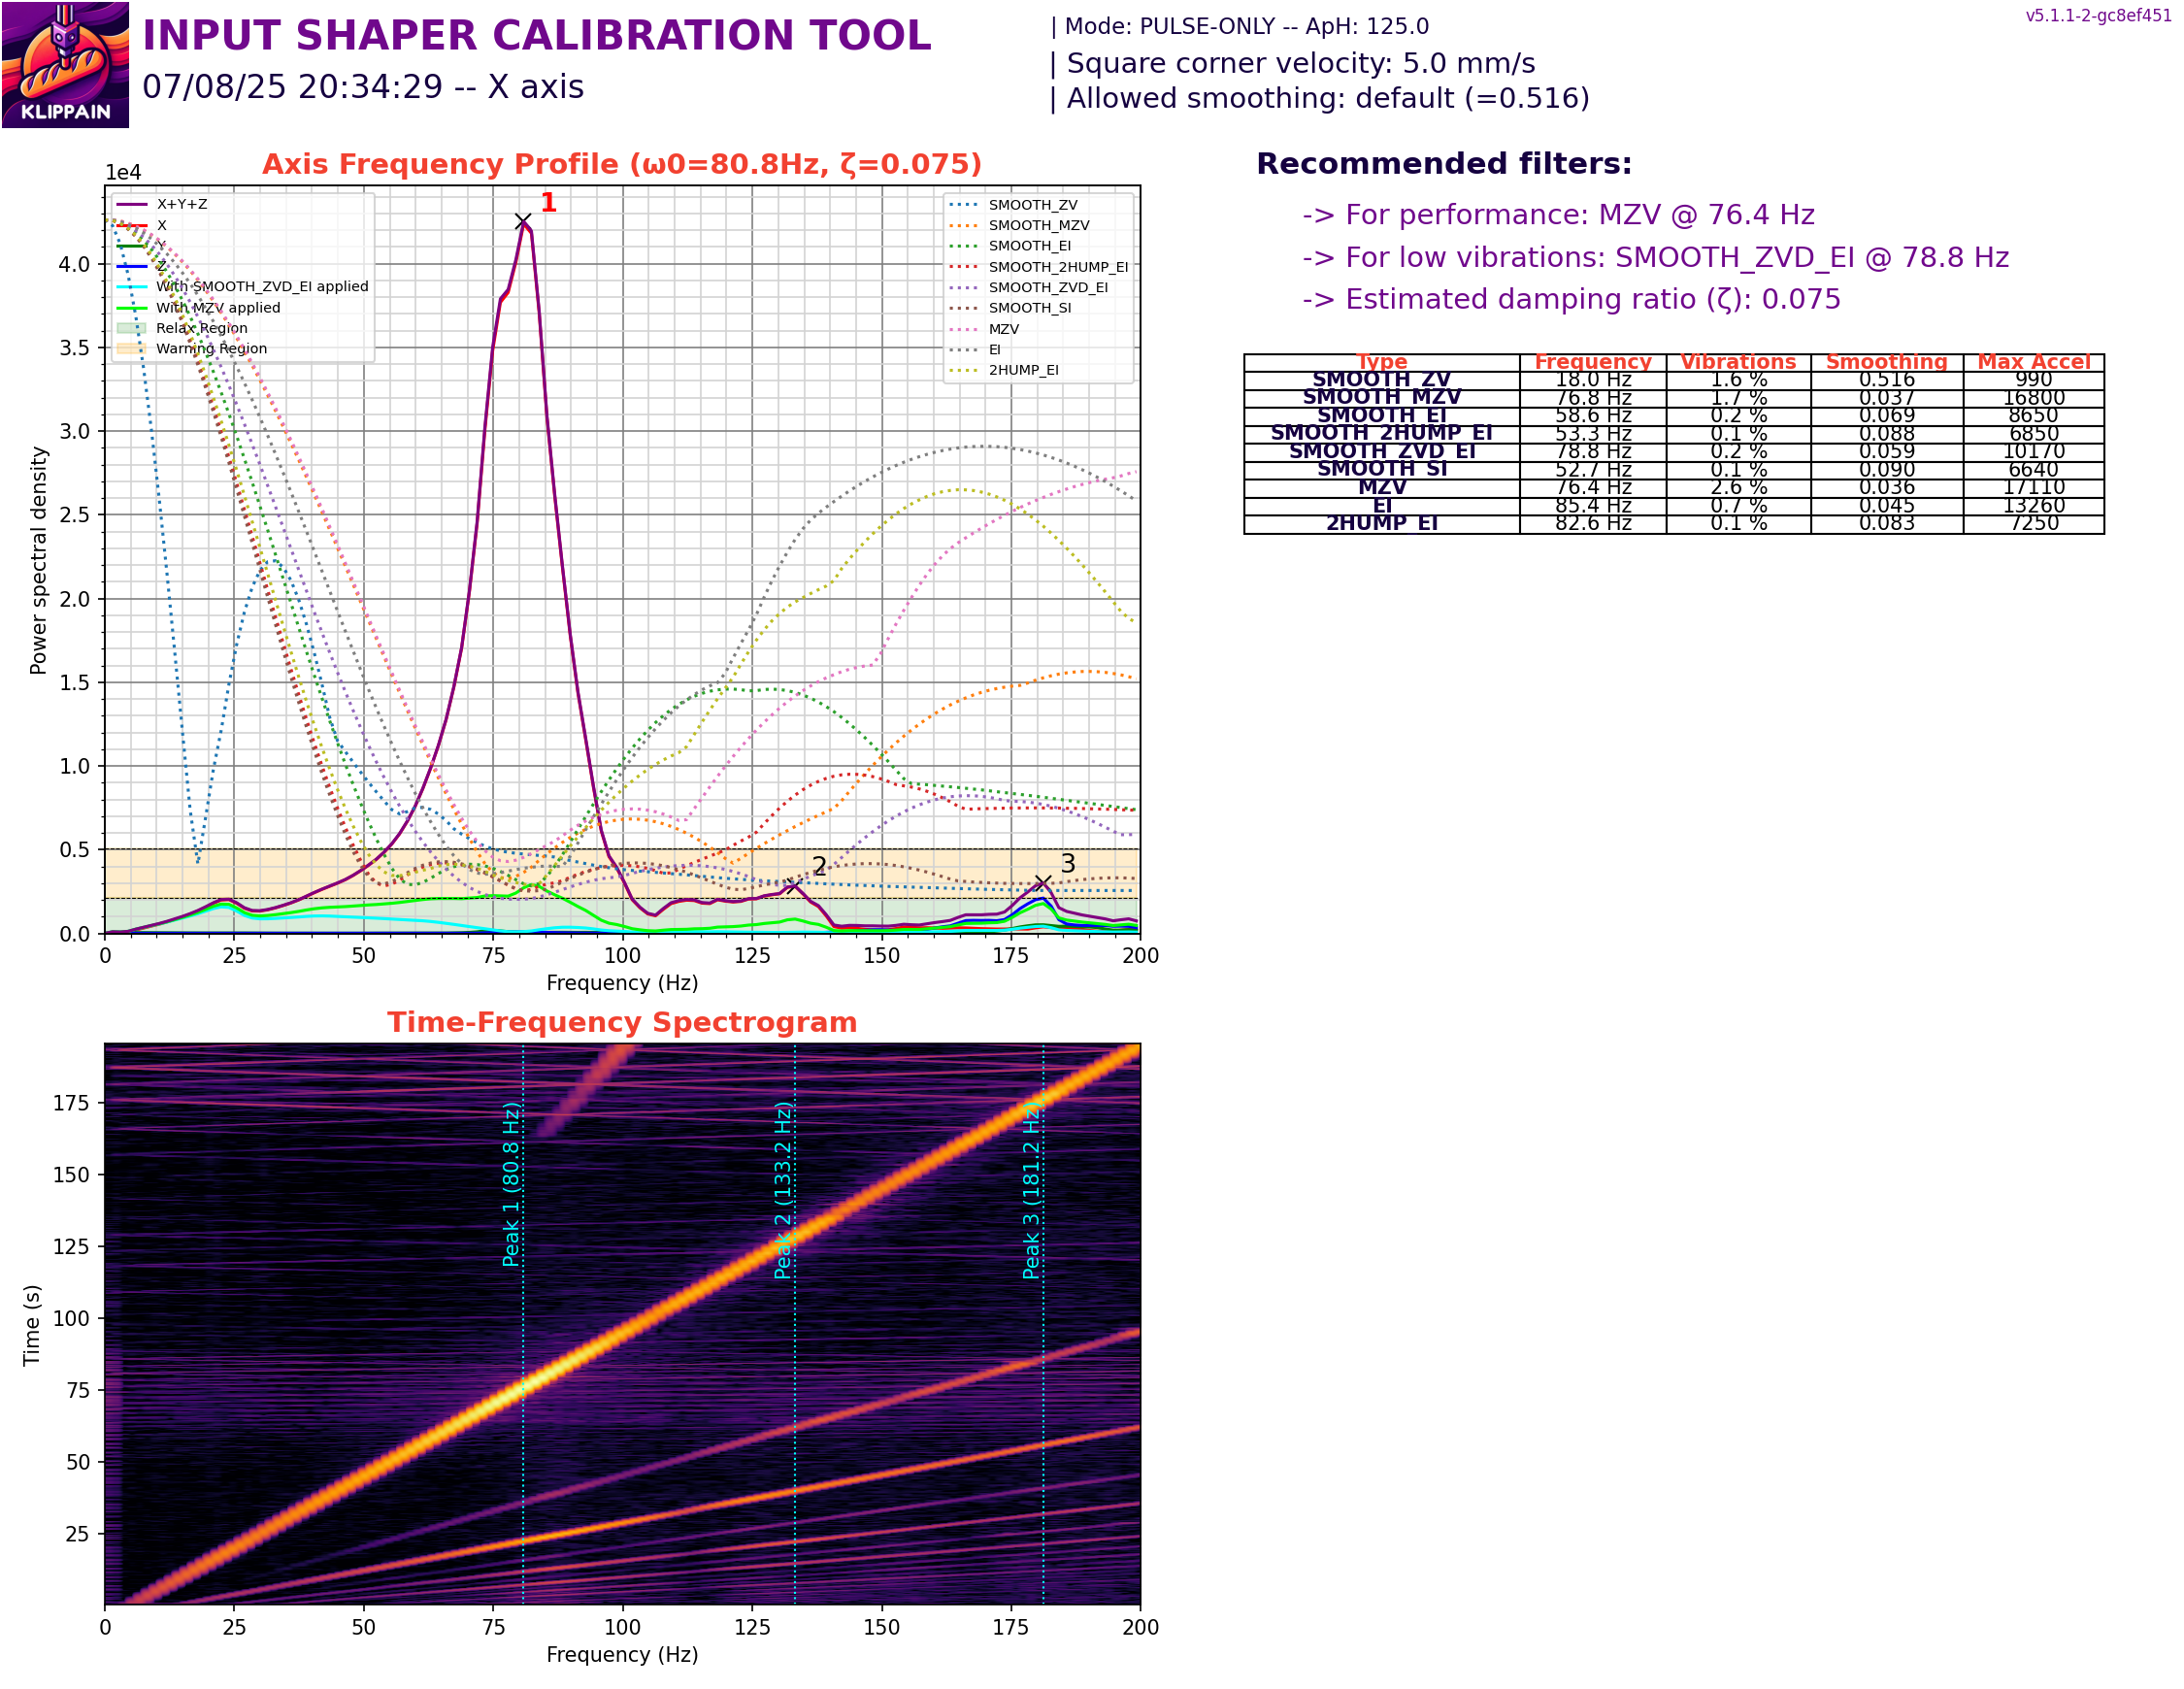 KLIPPAIN
INPUT SHAPER CALIBRATION TOOL
07/08/25 20:34:29 -- X axis
| Mode: PULSE-ONLY -- ApH: 125.0
| Square corner velocity: 5.0 mm/s
| Allowed smoothing: default (=0.516)
v5.1.1-2-gc8ef451
Axis Frequency Profile (ω0=80.8Hz, ζ=0.075)
1e4
X+Y+Z
X
Y
Z
With SMOOTH_ZVD_EI applied
With MZV applied
Relax Region
Warning Region
SMOOTH_ZV
SMOOTH_MZV
SMOOTH_EI
SMOOTH_2HUMP_EI
SMOOTH_ZVD_EI
SMOOTH_SI
MZV
EI
2HUMP_EI
1
2
3
Power spectral density
4.0
3.5
3.0
2.5
2.0
1.5
1.0
0.5
0.0
0 25 50 75 100 125 150 175 200
Frequency (Hz)
Recommended filters:
-> For performance: MZV @ 76.4 Hz
-> For low vibrations: SMOOTH_ZVD_EI @ 78.8 Hz
-> Estimated damping ratio (ζ): 0.075
Type Frequency Vibrations Smoothing Max Accel
SMOOTH_ZV 18.0 Hz 1.6 % 0.516 990
SMOOTH_MZV 76.8 Hz 1.7 % 0.037 16800
SMOOTH_EI 58.6 Hz 0.2 % 0.069 8650
SMOOTH_2HUMP_EI 53.3 Hz 0.1 % 0.088 6850
SMOOTH_ZVD_EI 78.8 Hz 0.2 % 0.059 10170
SMOOTH_SI 52.7 Hz 0.1 % 0.090 6640
MZV 76.4 Hz 2.6 % 0.036 17110
EI 85.4 Hz 0.7 % 0.045 13260
2HUMP_EI 82.6 Hz 0.1 % 0.083 7250
Time-Frequency Spectrogram
Time (s)
175
150
125
100
75
50
25
Peak 1 (80.8 Hz)
Peak 2 (133.2 Hz)
Peak 3 (181.2 Hz)
0 25 50 75 100 125 150 175 200
Frequency (Hz)